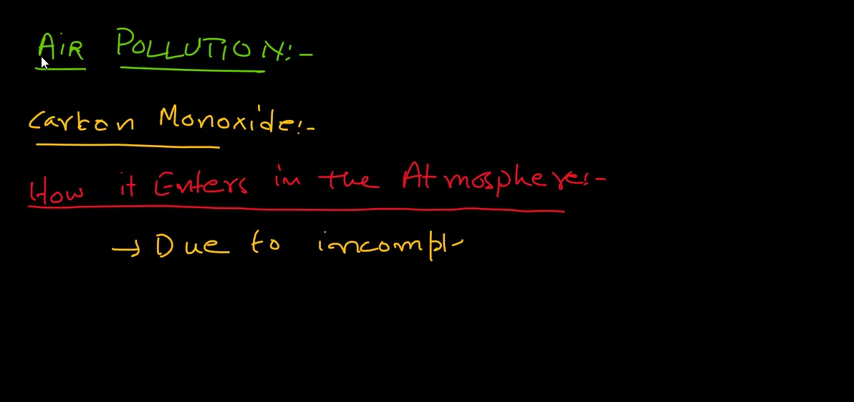 AiR POLLUTION:-
Carbon Monoxide:-
How it Enters in the Atmosphere:-
→ Due to incompl-